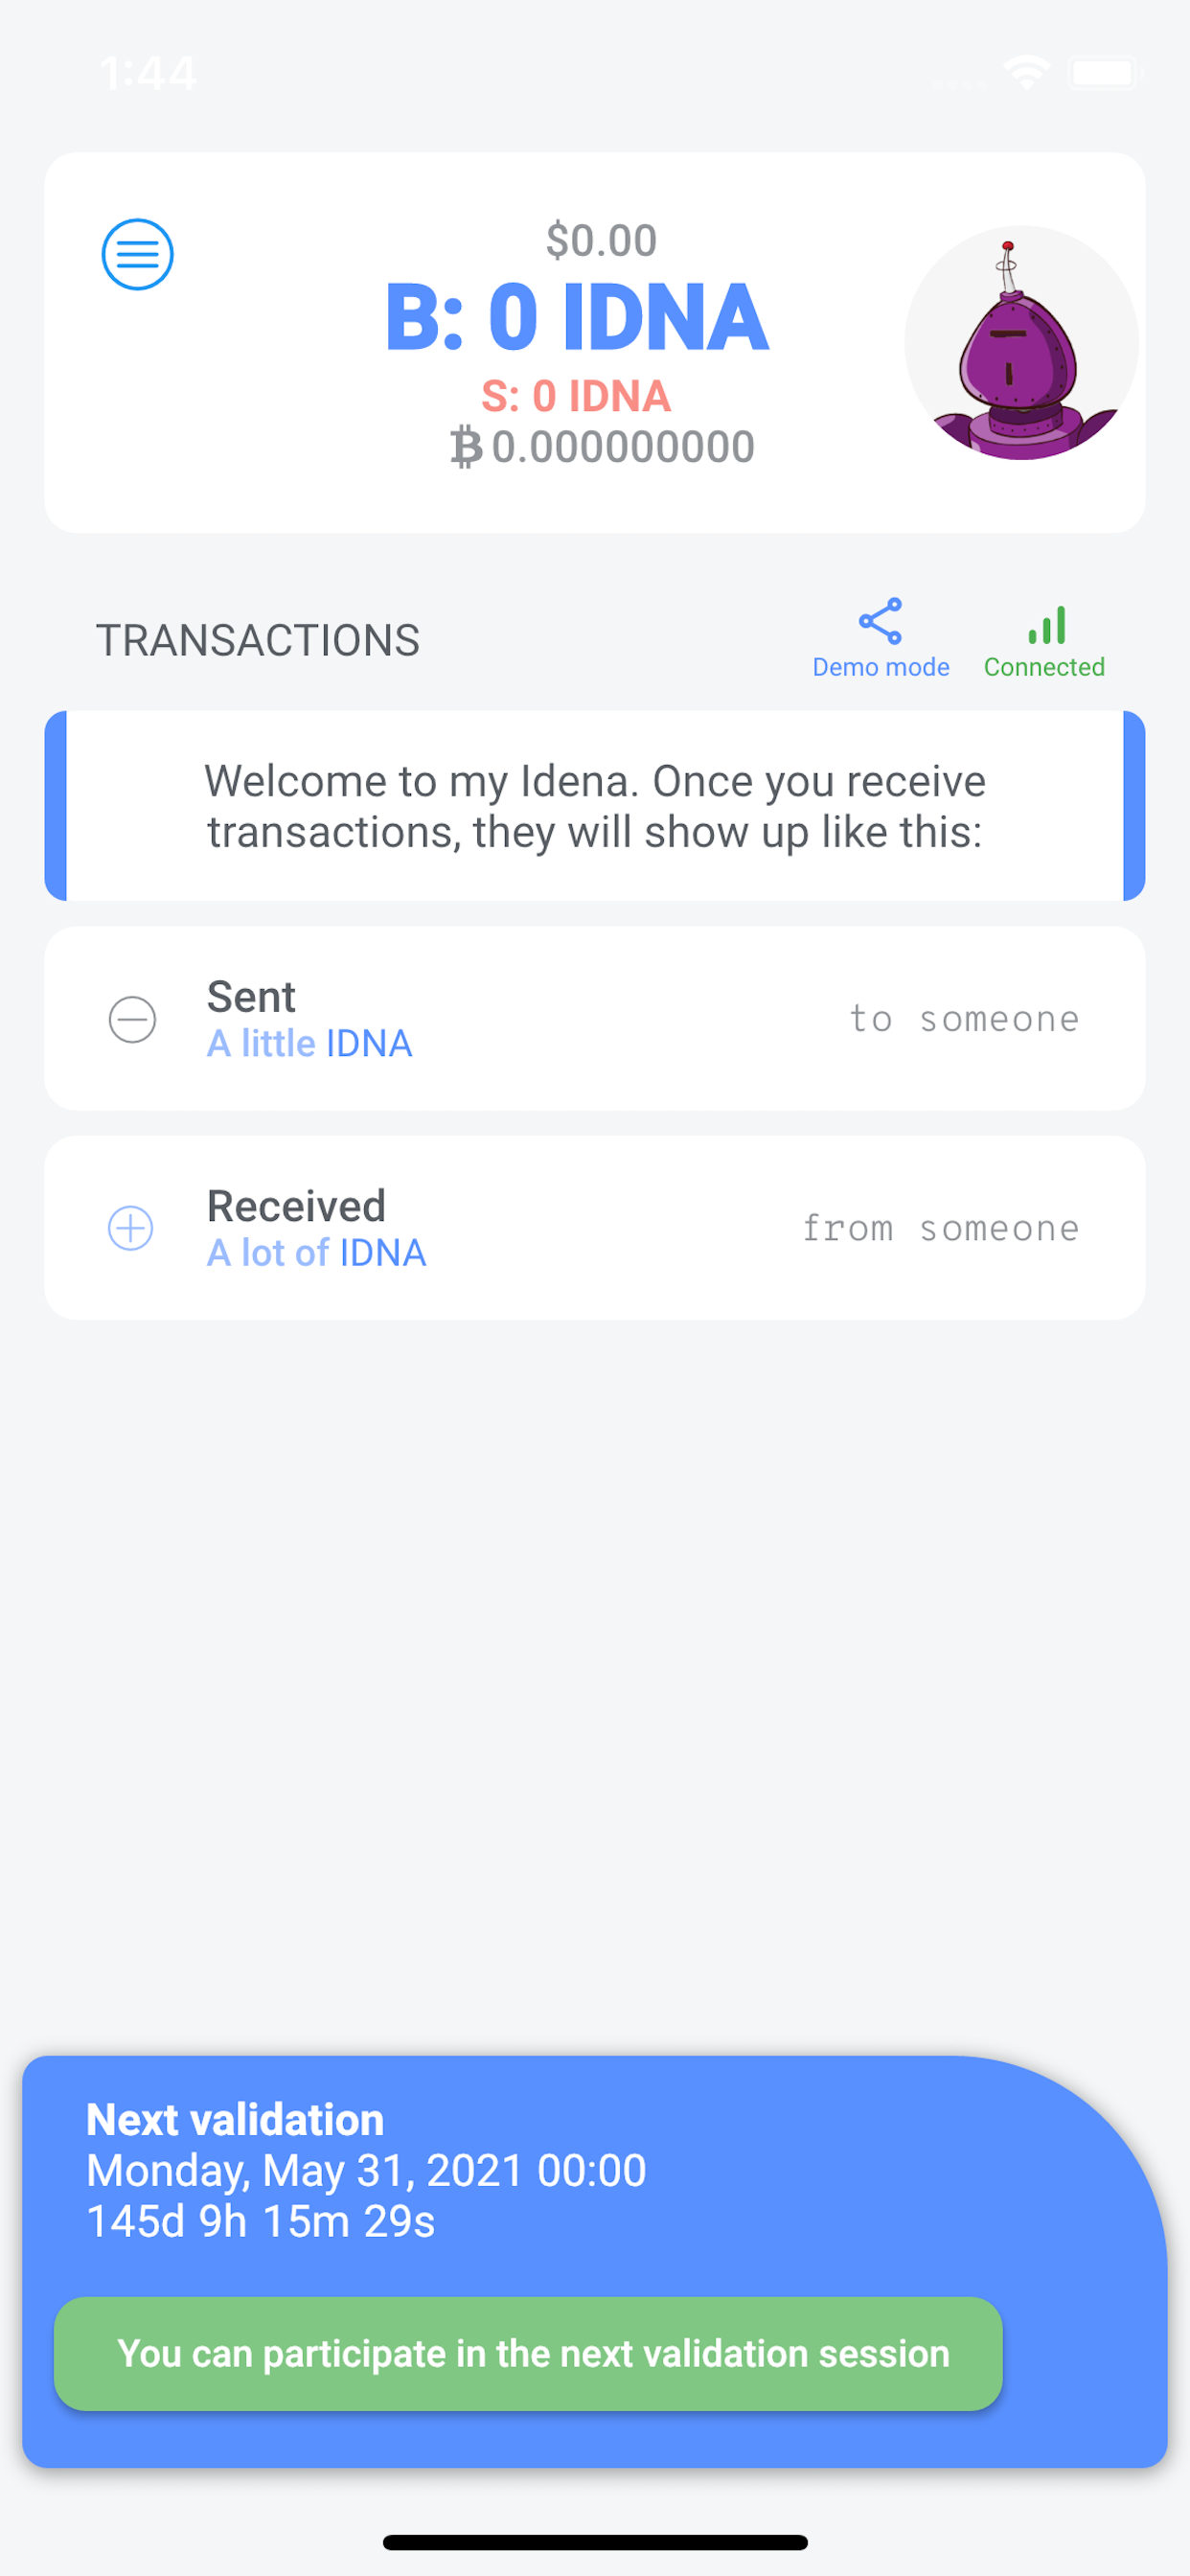 1:44
$0.00
B: 0 IDNA
S: 0 IDNA
₿0.000000000
TRANSACTIONS
Demo mode
Connected
Welcome to my Idena. Once you receive
transactions, they will show up like this:
Sent
A little IDNA
to someone
Received
A lot of IDNA
from someone
Next validation
Monday, May 31, 2021 00:00
145d 9h 15m 29s
You can participate in the next validation session